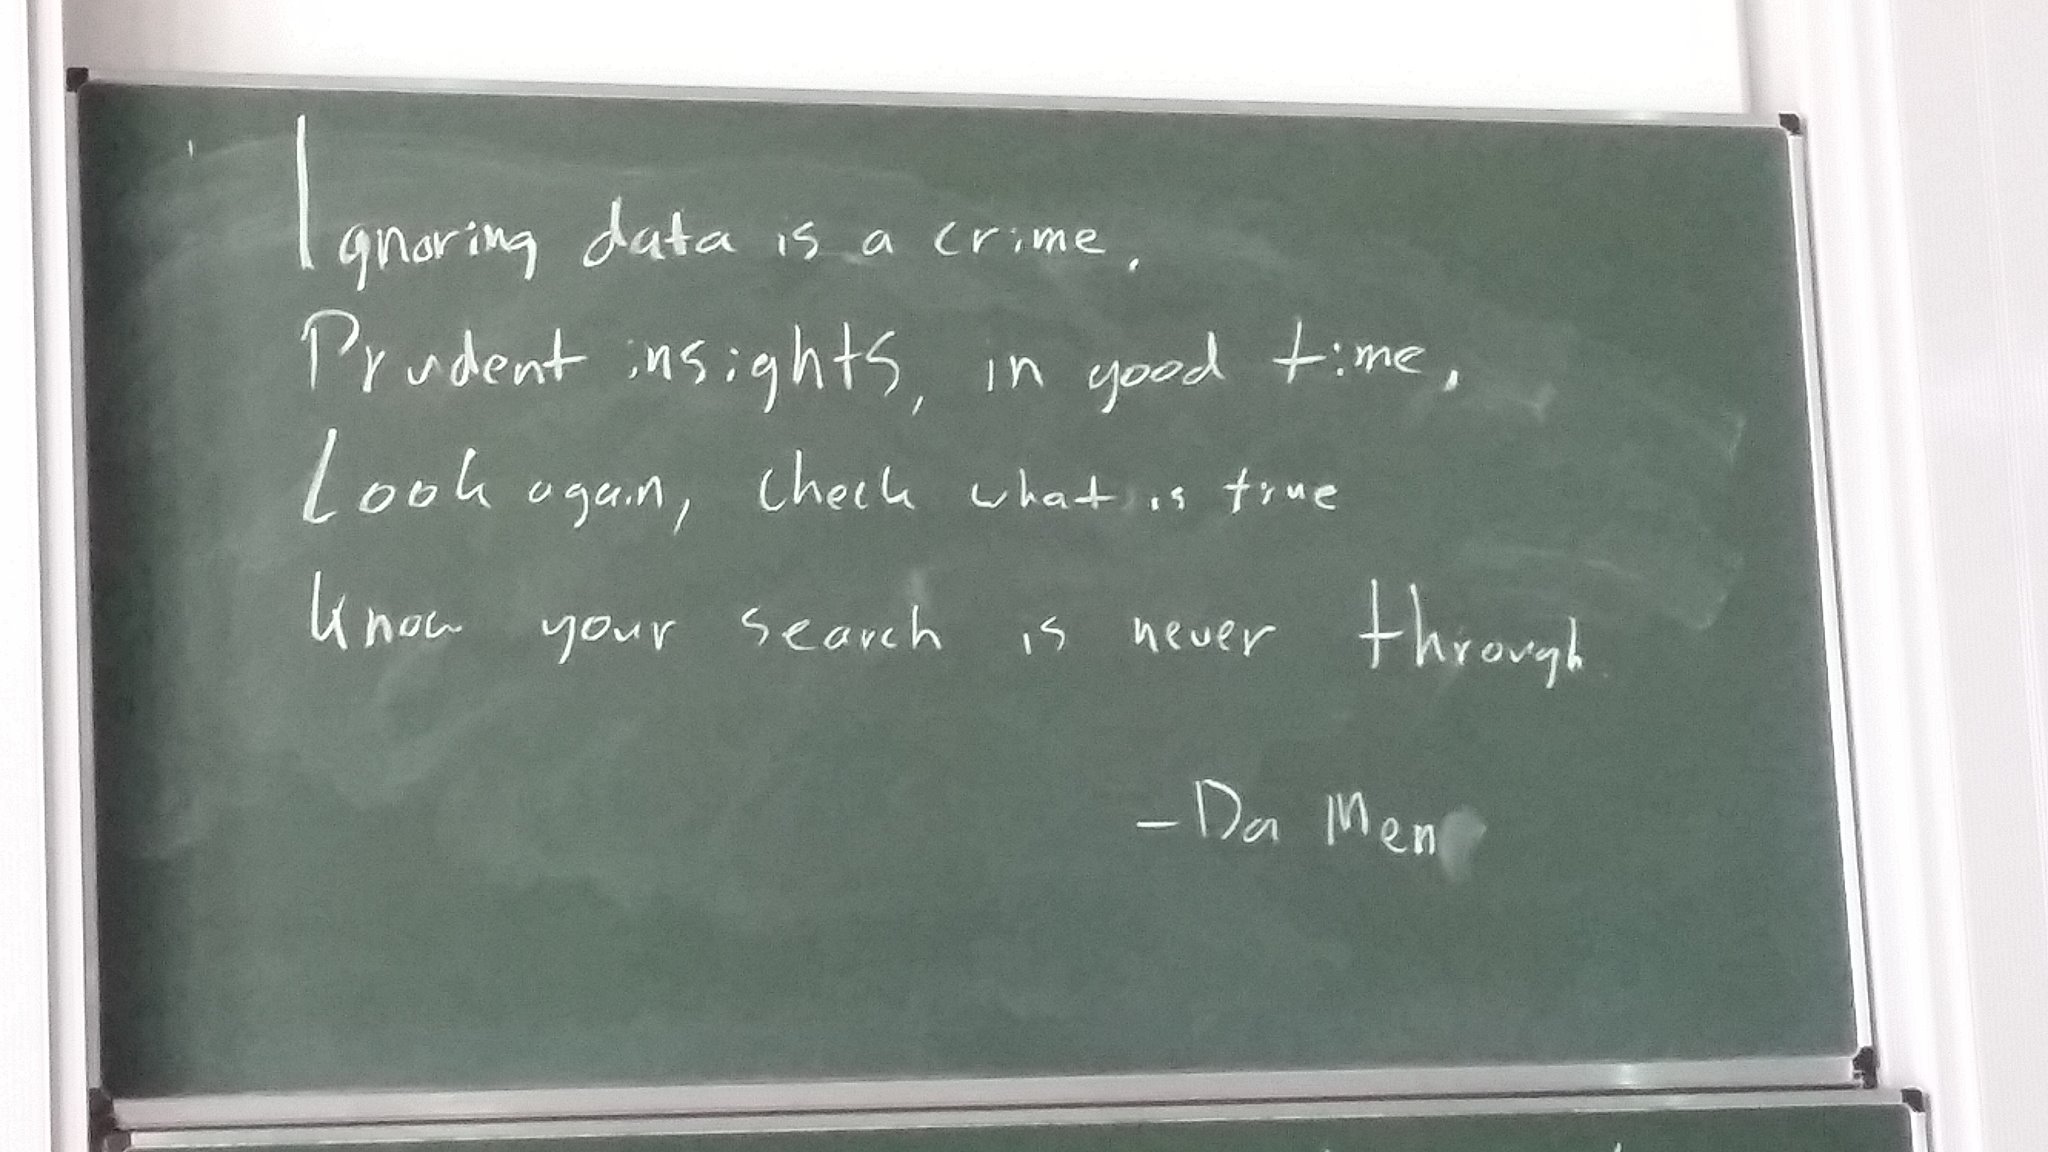 Ignoring data is a crime.
Prudent insights, in good time.
Look again, check what is true
Know your search is never through.
- Da Men